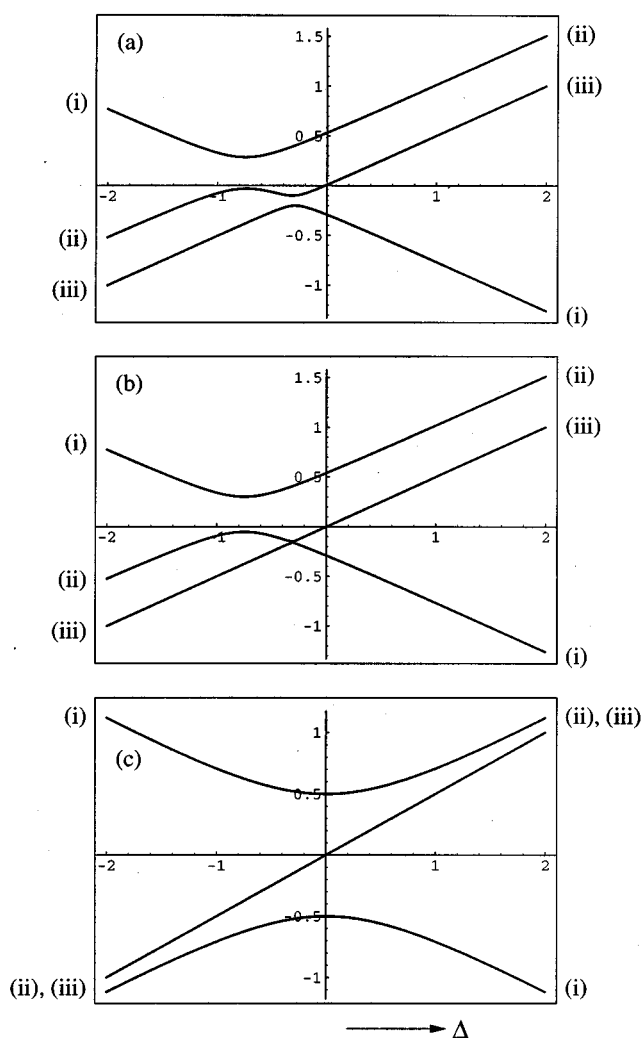 (a)
1.5
(ii)
(i)
1
(iii)
0.5
-2
-1
1
2
(ii)
-0.5
(iii)
-1
(i)
(b)
1.5
(ii)
(i)
1
(iii)
0.5
-2
-1
1
2
(ii)
-0.5
(iii)
-1
(i)
(i)
(ii), (iii)
1
(c)
0.5
-2
-1
1
2
-0.5
(ii), (iii)
-1
(i)
Δ